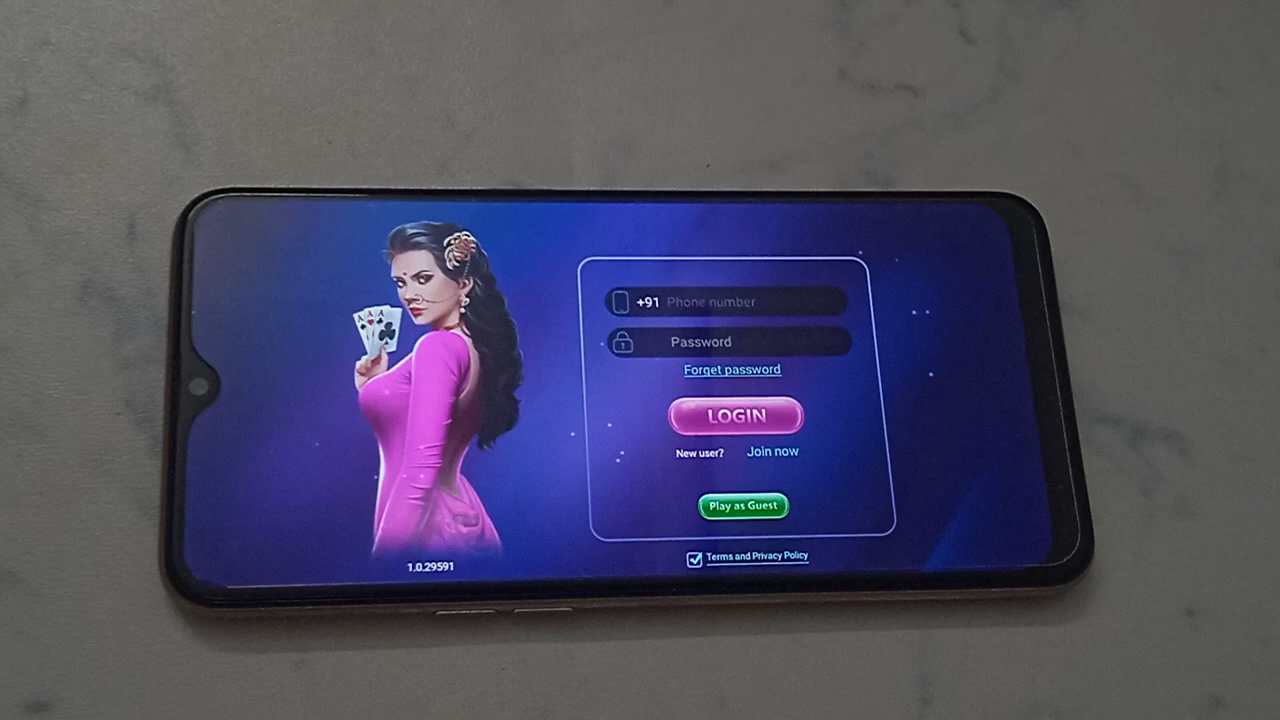 A A A
+91 Phone number
Password
Forget password
LOGIN
New user? Join now
Play as Guest
Terms and Privacy Policy
1.0.29591